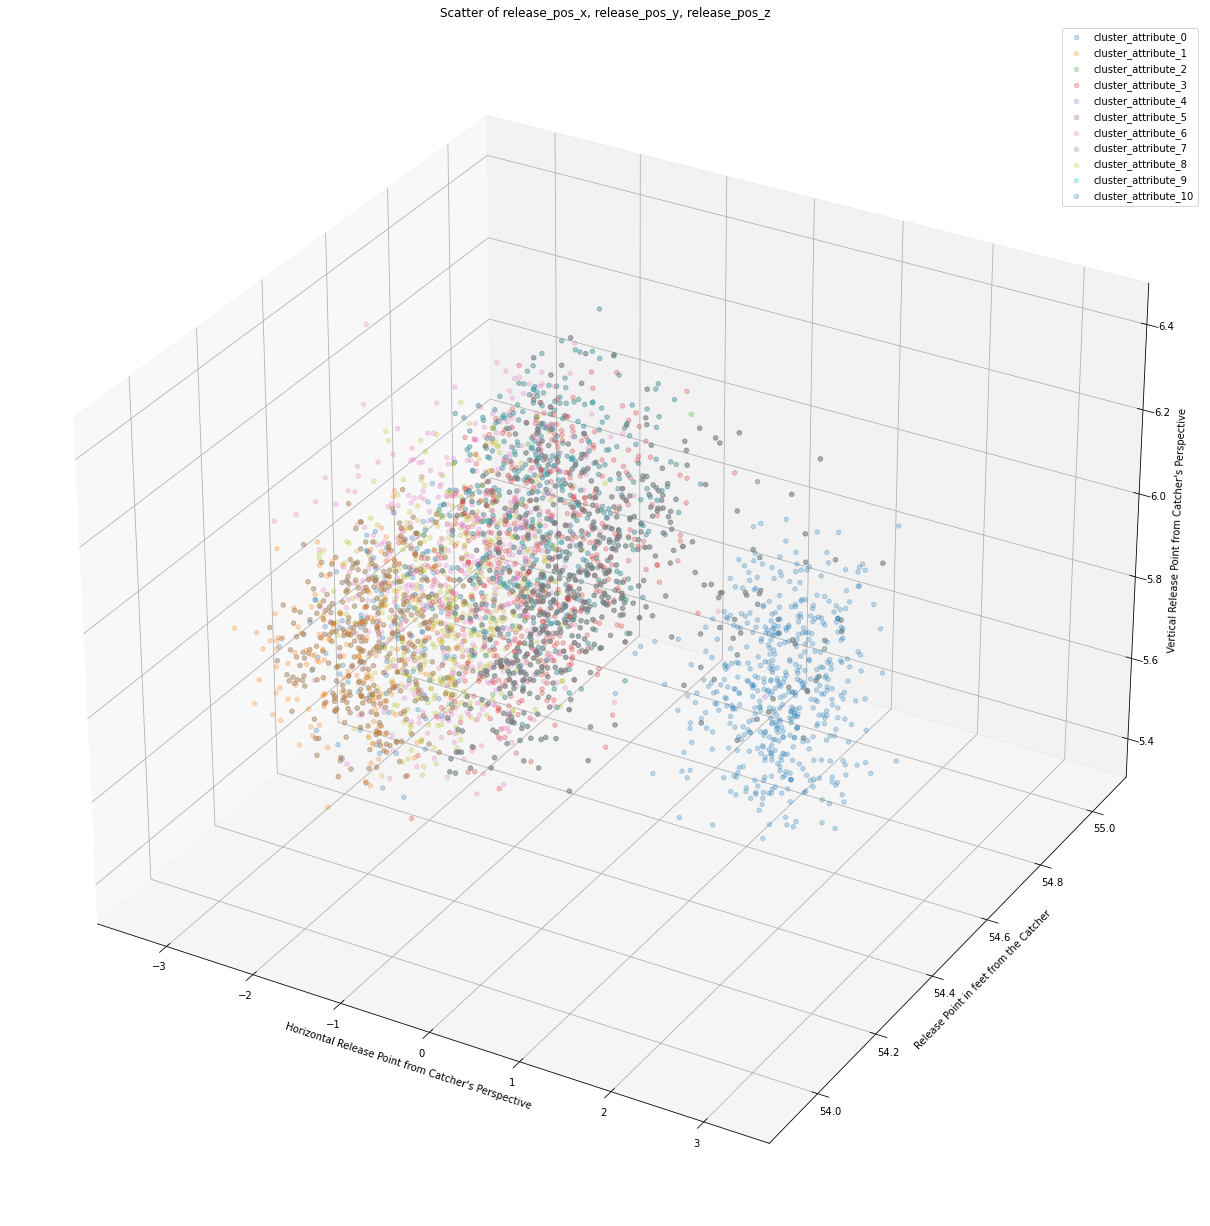 Scatter of release_pos_x, release_pos_y, release_pos_z
cluster_attribute_0
cluster_attribute_1
cluster_attribute_2
cluster_attribute_3
cluster_attribute_4
cluster_attribute_5
cluster_attribute_6
cluster_attribute_7
cluster_attribute_8
cluster_attribute_9
cluster_attribute_10
6.4
6.2
6.0
5.8
5.6
5.4
Vertical Release Point from Catcher's Perspective
55.0
54.8
54.6
54.4
54.2
54.0
Release Point in feet from the Catcher
−3
−2
−1
0
1
2
3
Horizontal Release Point from Catcher's Perspective